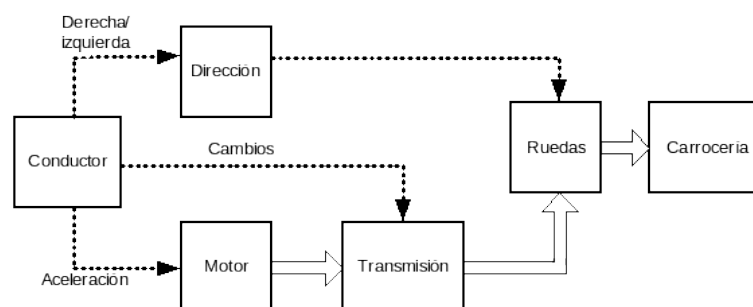 Derecha/
izquierda
Dirección
Conductor
Cambios
Ruedas
Carroceria
Aceleración
Motor
Transmisión